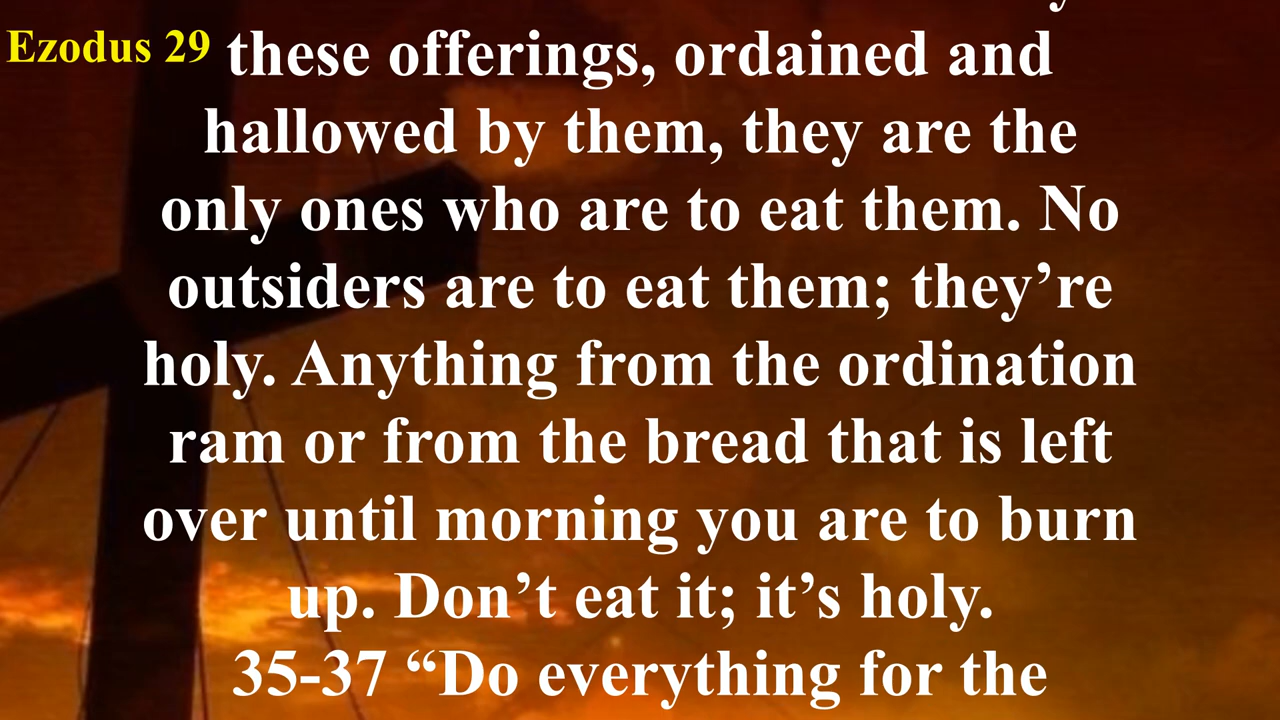 Ezodus 29
these offerings, ordained and
hallowed by them, they are the
only ones who are to eat them. No
outsiders are to eat them; they’re
holy. Anything from the ordination
ram or from the bread that is left
over until morning you are to burn
up. Don’t eat it; it’s holy.
35-37 “Do everything for the